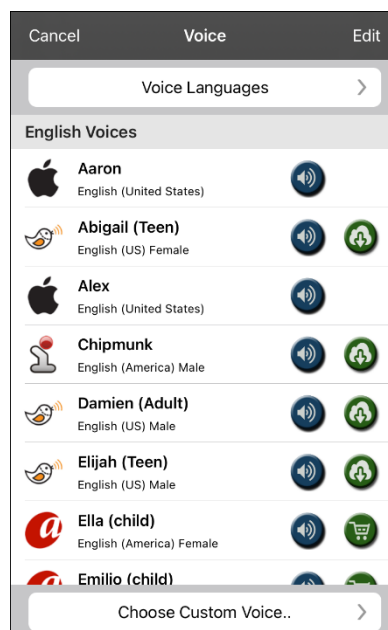 Cancel Voice Edit
Voice Languages
English Voices
Aaron
English (United States)
Abigail (Teen)
English (US) Female
Alex
English (United States)
Chipmunk
English (America) Male
Damien (Adult)
English (US) Male
Elijah (Teen)
English (US) Male
Ella (child)
English (America) Female
Emilio (child)
Choose Custom Voice..